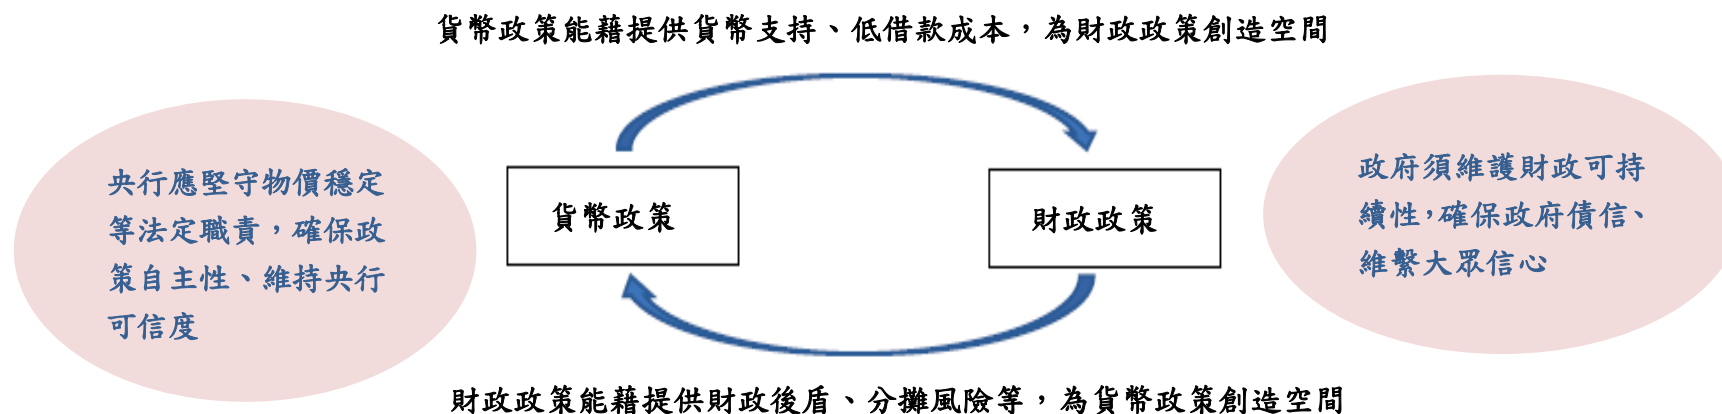 貨幣政策能藉提供貨幣支持、低借款成本，為財政政策創造空間
央行應堅守物價穩定
等法定職責，確保政
策自主性、維持央行
可信度
貨幣政策
財政政策
政府須維護財政可持
續性，確保政府債信、
維繫大眾信心
財政政策能藉提供財政後盾、分攤風險等，為貨幣政策創造空間